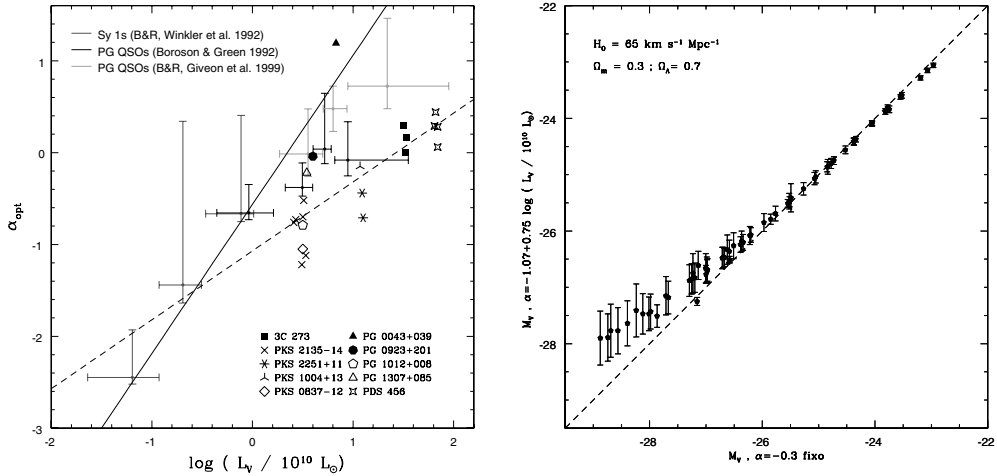 1
0
-1
-2
-3
α_opt
Sy 1s (B&R, Winkler et al. 1992)
PG QSOs (Boroson & Green 1992)
PG QSOs (B&R, Giveon et al. 1999)
3C 273
PKS 2135-14
PKS 2251+11
PKS 1004+13
PKS 0837-12
PG 0043+039
PG 0923+201
PG 1012+008
PG 1307+085
PDS 456
-2 -1 0 1 2
log ( L_V / 10^10 L_⊙ )
-22
-24
-26
-28
M_V , α=-1.07+0.75 log ( L_V / 10^10 L_⊙ )
H_0 = 65 km s^-1 Mpc^-1
Ω_m = 0.3 ; Ω_Λ= 0.7
-28 -26 -24 -22
M_V , α=-0.3 fixo